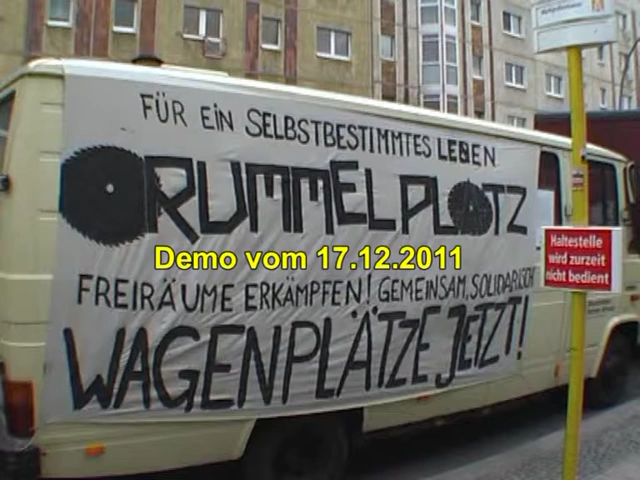 FÜR EIN SELBSTBESTIMMTES LEBEN
RUMMELPLATZ
Demo vom 17.12.2011
FREIRÄUME ERKÄMPFEN! GEMEINSAM, SOLIDARISCH
WAGENPLÄTZE JETZT!
Haltestelle
wird zurzeit
nicht bedient